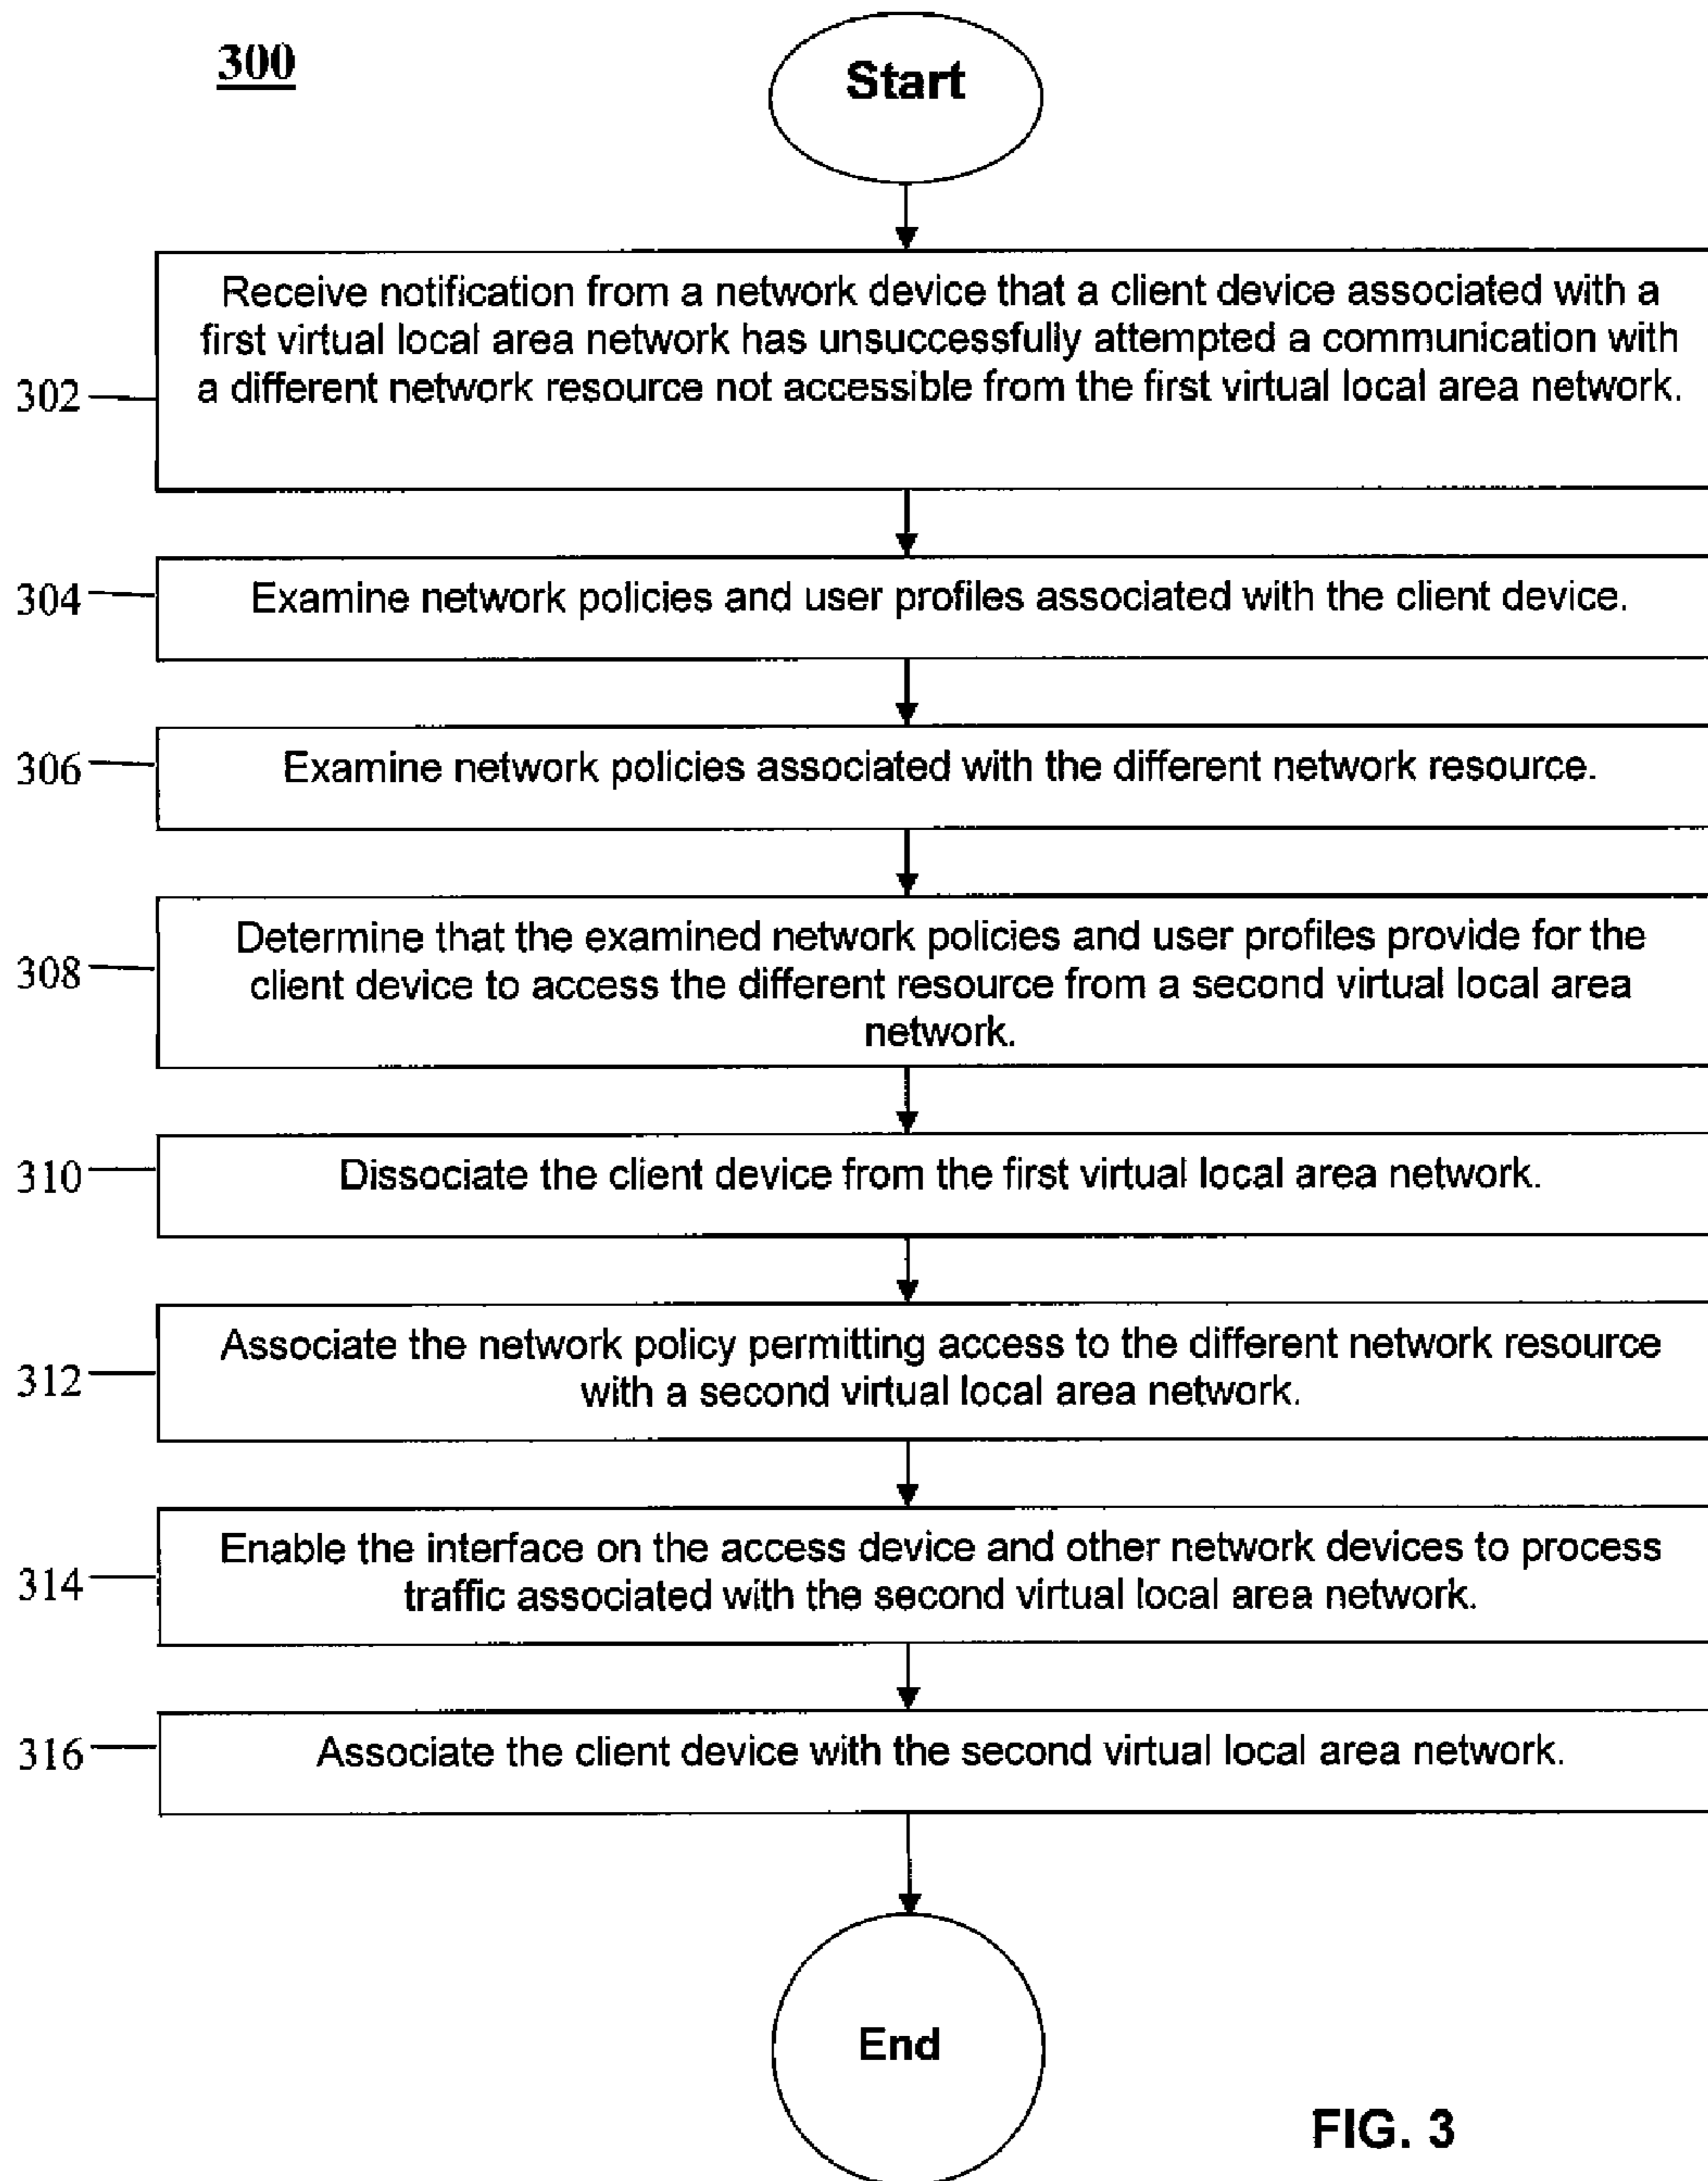 300
Start
Receive notification from a network device that a client device associated with a
first virtual local area network has unsuccessfully attempted a communication with
a different network resource not accessible from the first virtual local area network.
302
304
Examine network policies and user profiles associated with the client device.
306
Examine network policies associated with the different network resource.
308
Determine that the examined network policies and user profiles provide for the
client device to access the different resource from a second virtual local area
network.
310
Dissociate the client device from the first virtual local area network.
312
Associate the network policy permitting access to the different network resource
with a second virtual local area network.
314
Enable the interface on the access device and other network devices to process
traffic associated with the second virtual local area network.
316
Associate the client device with the second virtual local area network.
End
FIG. 3